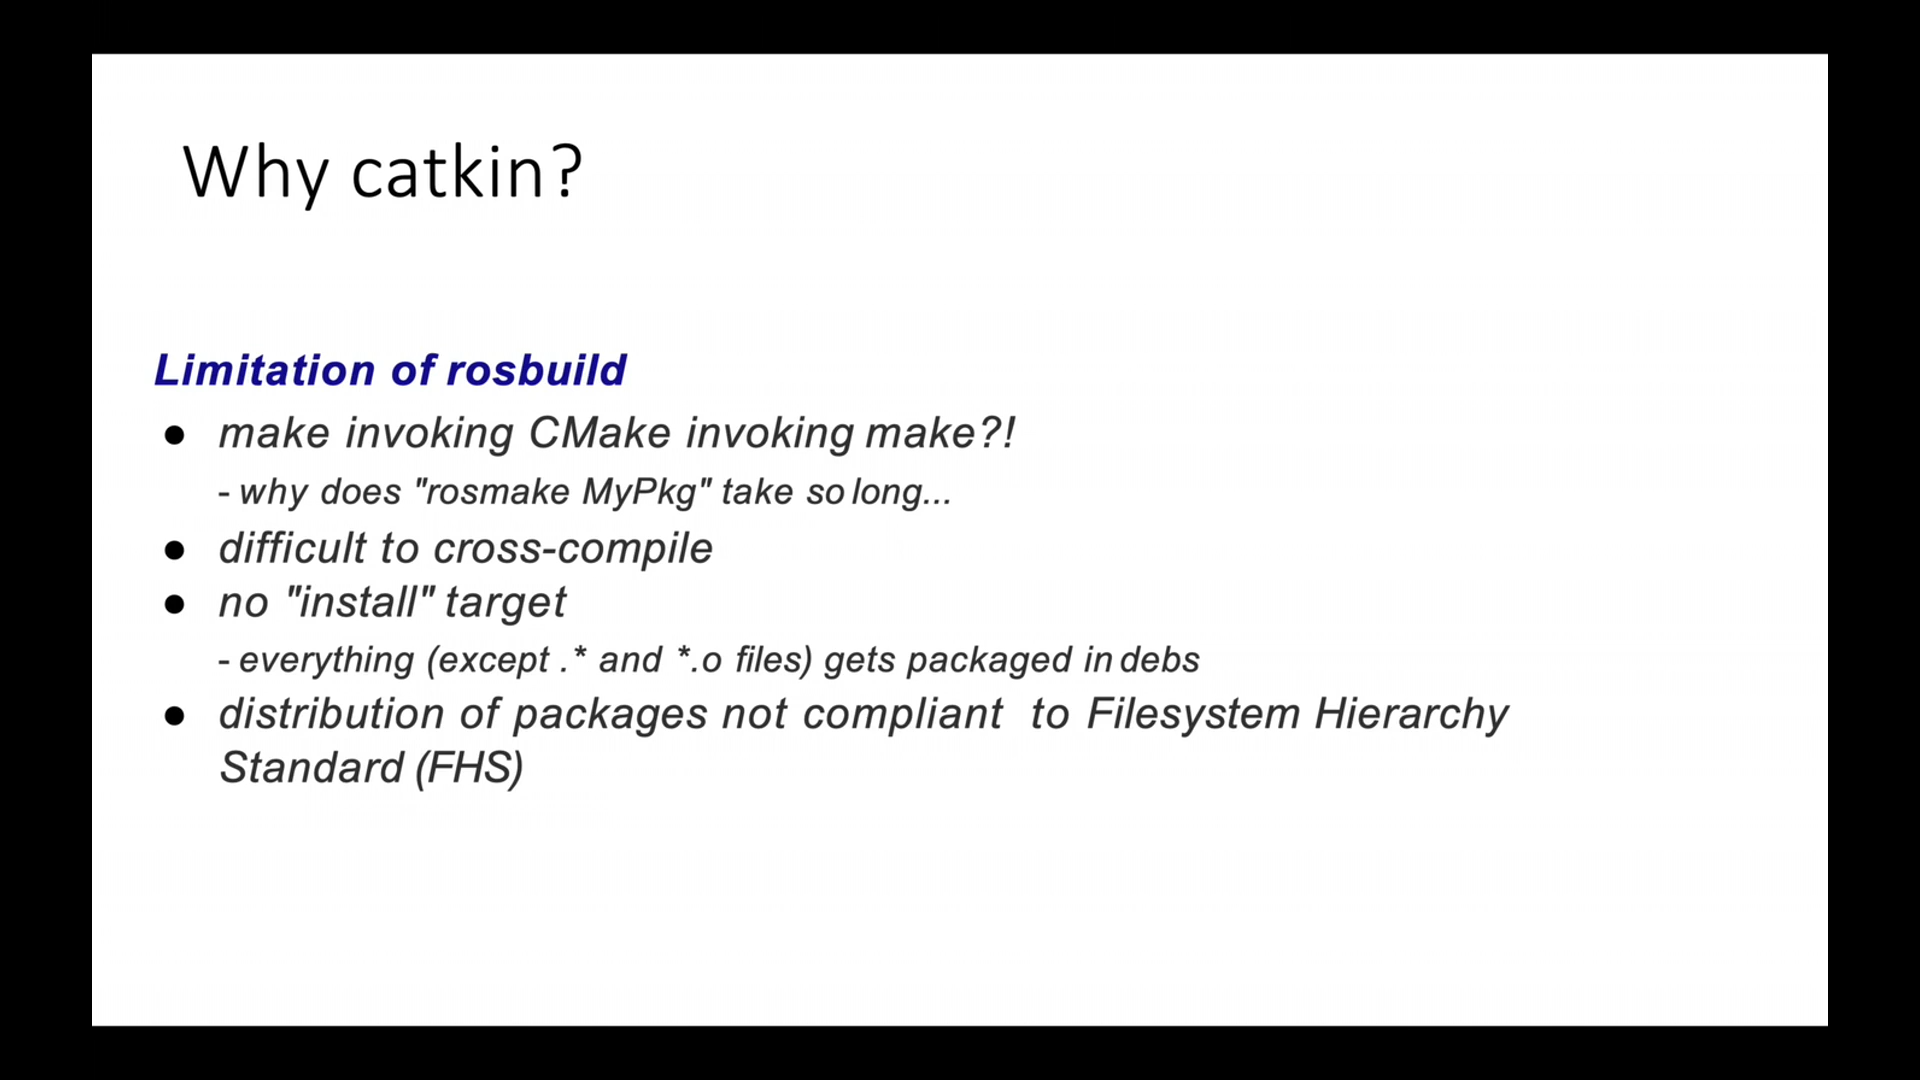 Why catkin?
Limitation of rosbuild
● make invoking CMake invoking make?!
- why does "rosmake MyPkg" take so long...
● difficult to cross-compile
● no "install" target
- everything (except .* and *.o files) gets packaged in debs
● distribution of packages not compliant to Filesystem Hierarchy
Standard (FHS)